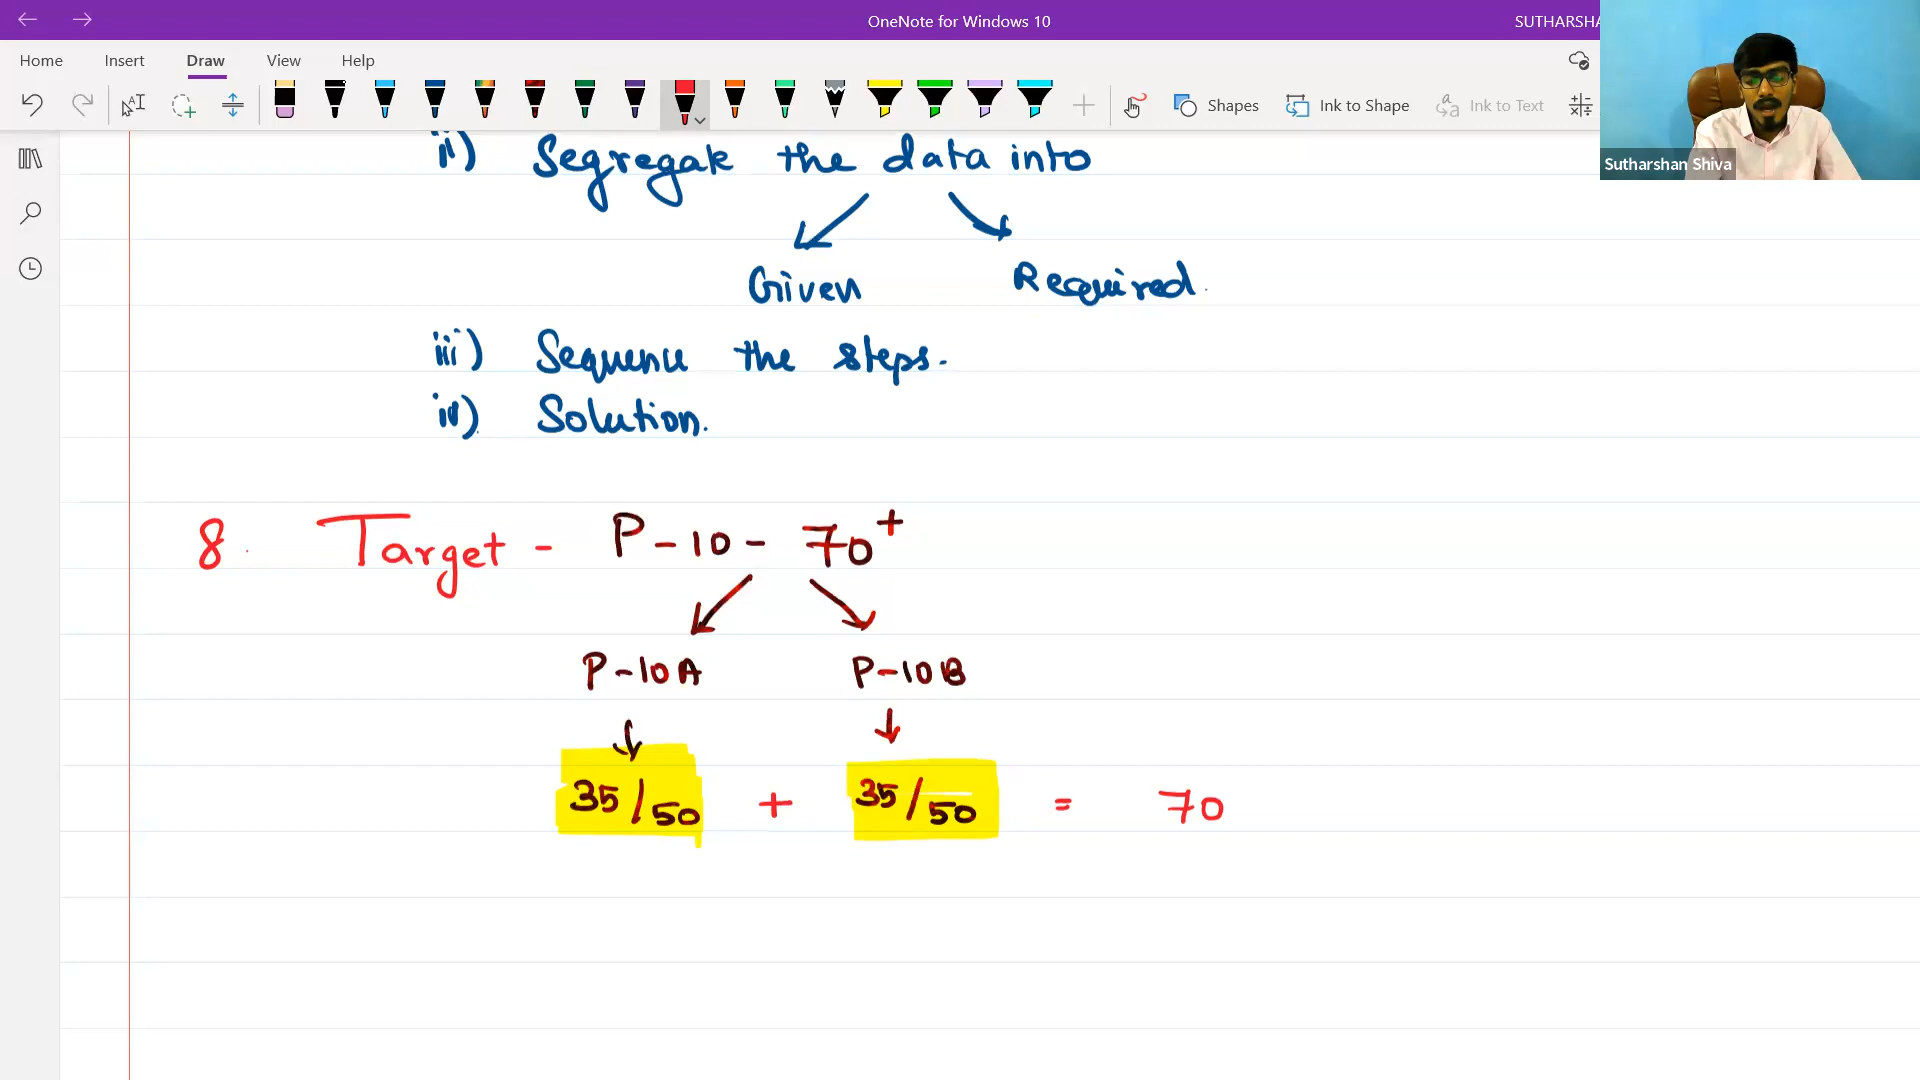 OneNote for Windows 10
SUTHARSHA
Home Insert Draw View Help
Shapes Ink to Shape Ink to Text
Sutharshan Shiva
ii) Segregate the data into
Given Required.
iii) Sequence the steps.
iv) Solution.
8. Target - P-10- 70+
P-10A P-10B
35/50 + 35/50 = 70